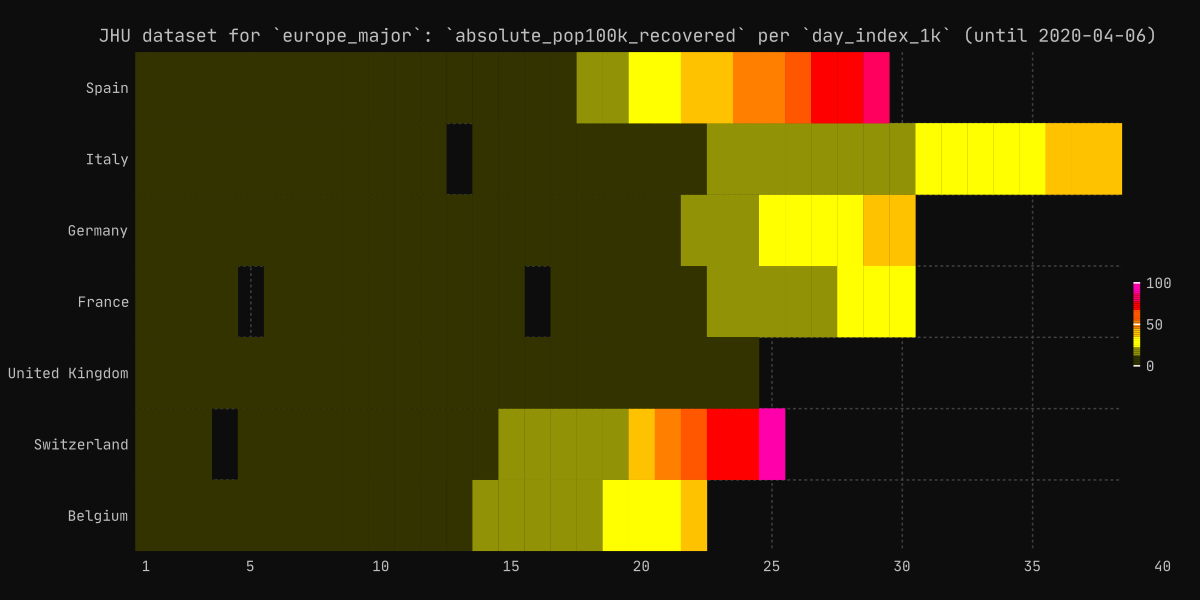 JHU dataset for `europe_major`: `absolute_pop100k_recovered` per `day_index_1k` (until 2020-04-06)
Spain
Italy
Germany
France
United Kingdom
Switzerland
Belgium
100
50
0
1 5 10 15 20 25 30 35 40